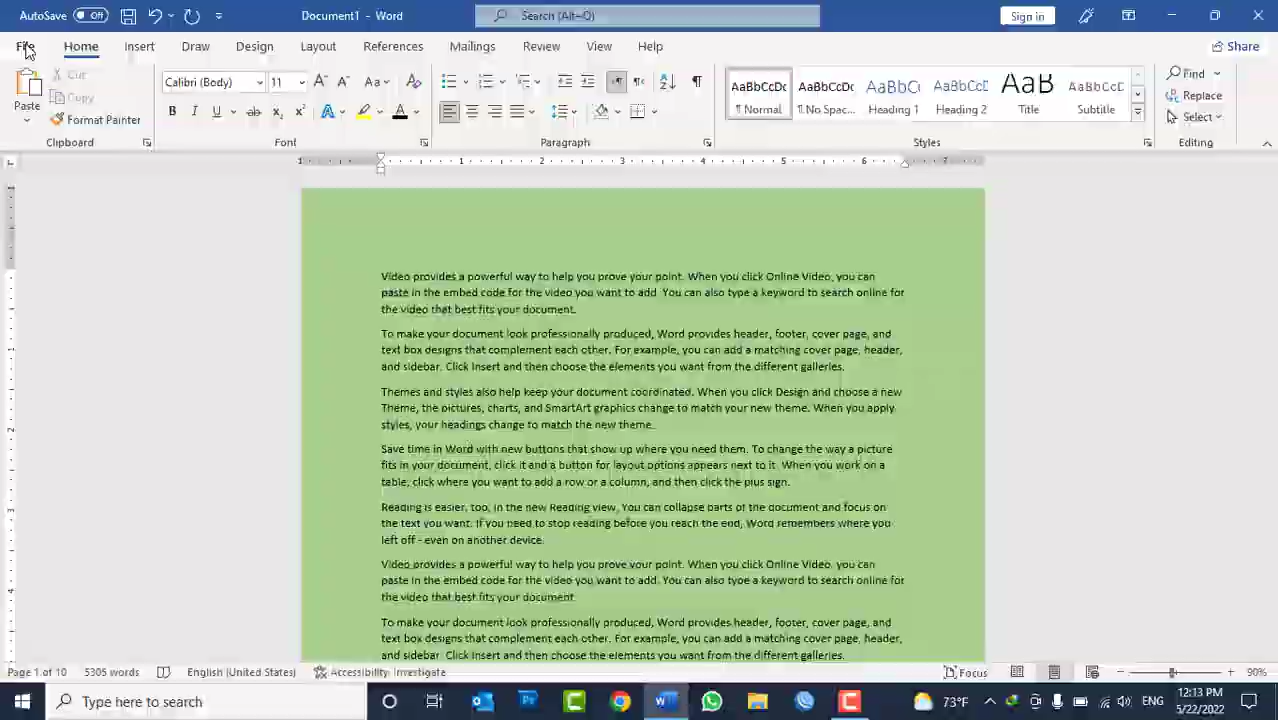 AutoSave Off Document1 - Word Search (Alt+Q) Sign in
File Home Insert Draw Design Layout References Mailings Review View Help Share
Paste Cut Copy Format Painter Calibri (Body) 11 Aa B I U ab x₂ x² A A A AaBbCcDc AaBbCcDc AaBbCc AaBbCcD AaB AaBbCcD Find Replace Select
¶ Normal ¶ No Spac... Heading 1 Heading 2 Title Subtitle
Clipboard Font Paragraph Styles Editing
1 1 2 3 4 5 6 7
Video provides a powerful way to help you prove your point. When you click Online Video, you can
paste in the embed code for the video you want to add. You can also type a keyword to search online for
the video that best fits your document.
To make your document look professionally produced, Word provides header, footer, cover page, and
text box designs that complement each other. For example, you can add a matching cover page, header,
and sidebar. Click Insert and then choose the elements you want from the different galleries.
Themes and styles also help keep your document coordinated. When you click Design and choose a new
Theme, the pictures, charts, and SmartArt graphics change to match your new theme. When you apply
styles, your headings change to match the new theme.
Save time in Word with new buttons that show up where you need them. To change the way a picture
fits in your document, click it and a button for layout options appears next to it. When you work on a
table, click where you want to add a row or a column, and then click the plus sign.
Reading is easier, too, in the new Reading view. You can collapse parts of the document and focus on
the text you want. If you need to stop reading before you reach the end, Word remembers where you
left off - even on another device.
Video provides a powerful way to help you prove your point. When you click Online Video, you can
paste in the embed code for the video you want to add. You can also type a keyword to search online for
the video that best fits your document.
To make your document look professionally produced, Word provides header, footer, cover page, and
text box designs that complement each other. For example, you can add a matching cover page, header,
and sidebar. Click Insert and then choose the elements you want from the different galleries.
Page 1 of 10 5305 words English (United States) Accessibility: Investigate Focus 90%
Type here to search 73°F ENG 12:13 PM
5/22/2022